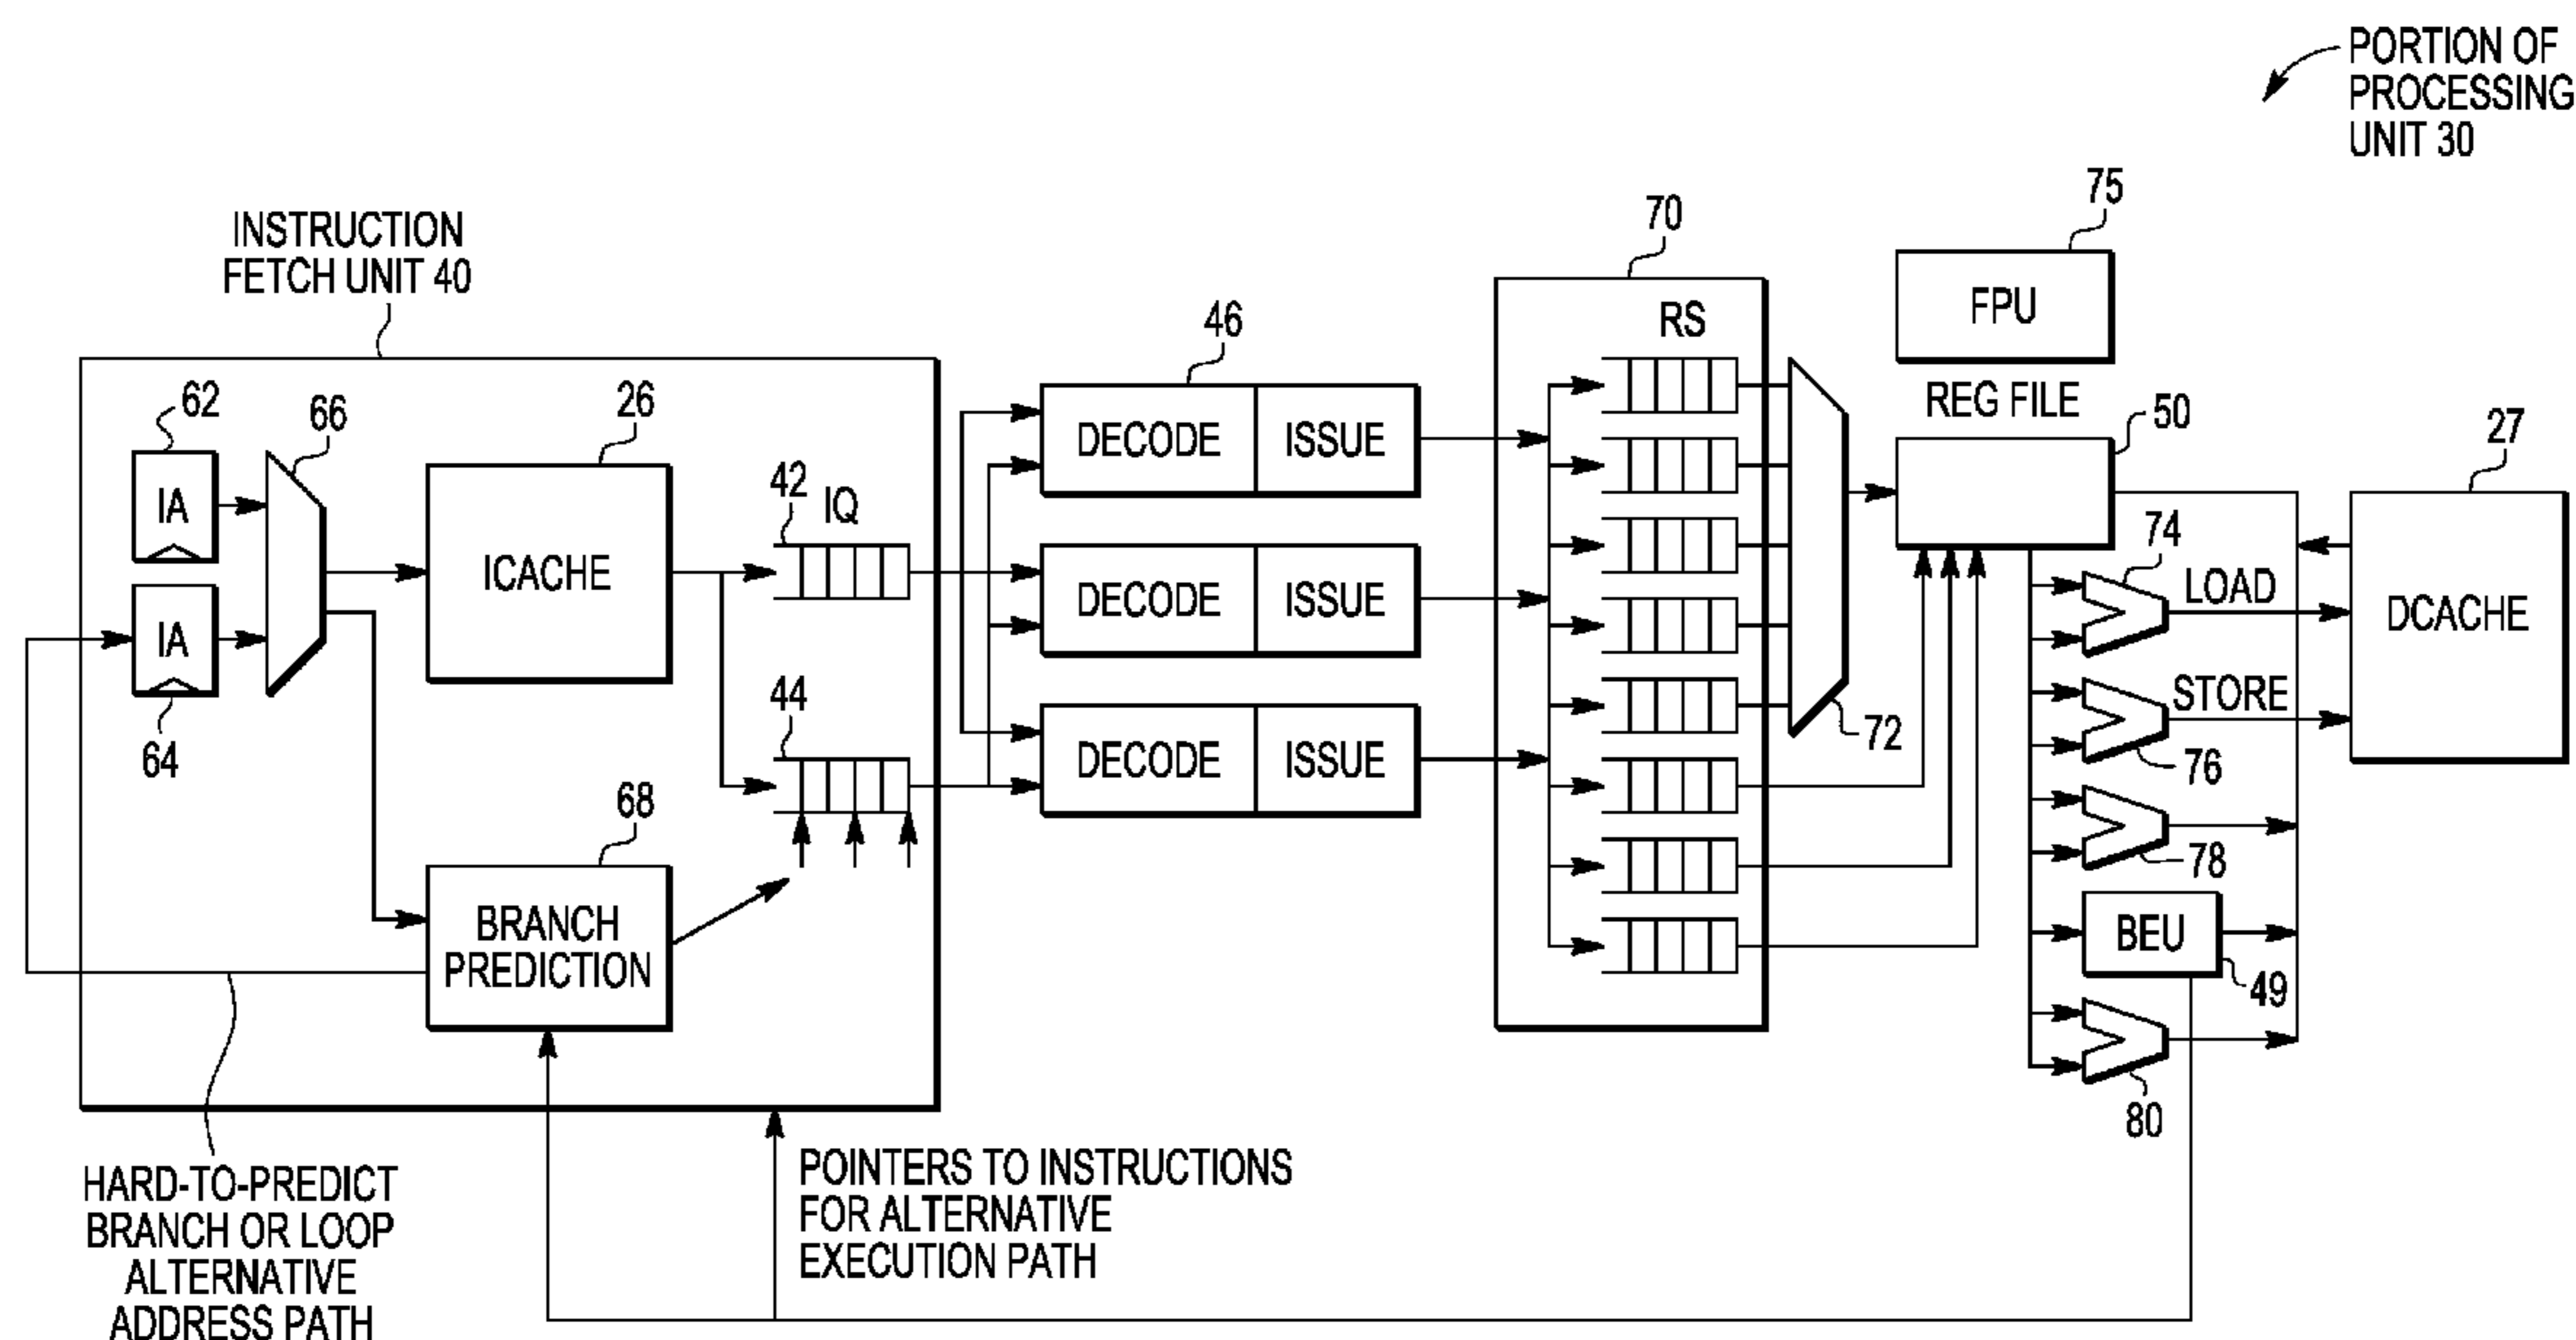 PORTION OF
PROCESSING
UNIT 30
75
70
INSTRUCTION
FETCH UNIT 40
FPU
46
RS
62
66
26
REG FILE
50
27
DECODE ISSUE
42
IQ
IA
74
LOAD
ICACHE
DECODE ISSUE
DCACHE
IA
44
STORE
64
72
DECODE ISSUE
76
68
78
BRANCH
PREDICTION
BEU
49
80
HARD-TO-PREDICT
BRANCH OR LOOP
ALTERNATIVE
ADDRESS PATH
POINTERS TO INSTRUCTIONS
FOR ALTERNATIVE
EXECUTION PATH